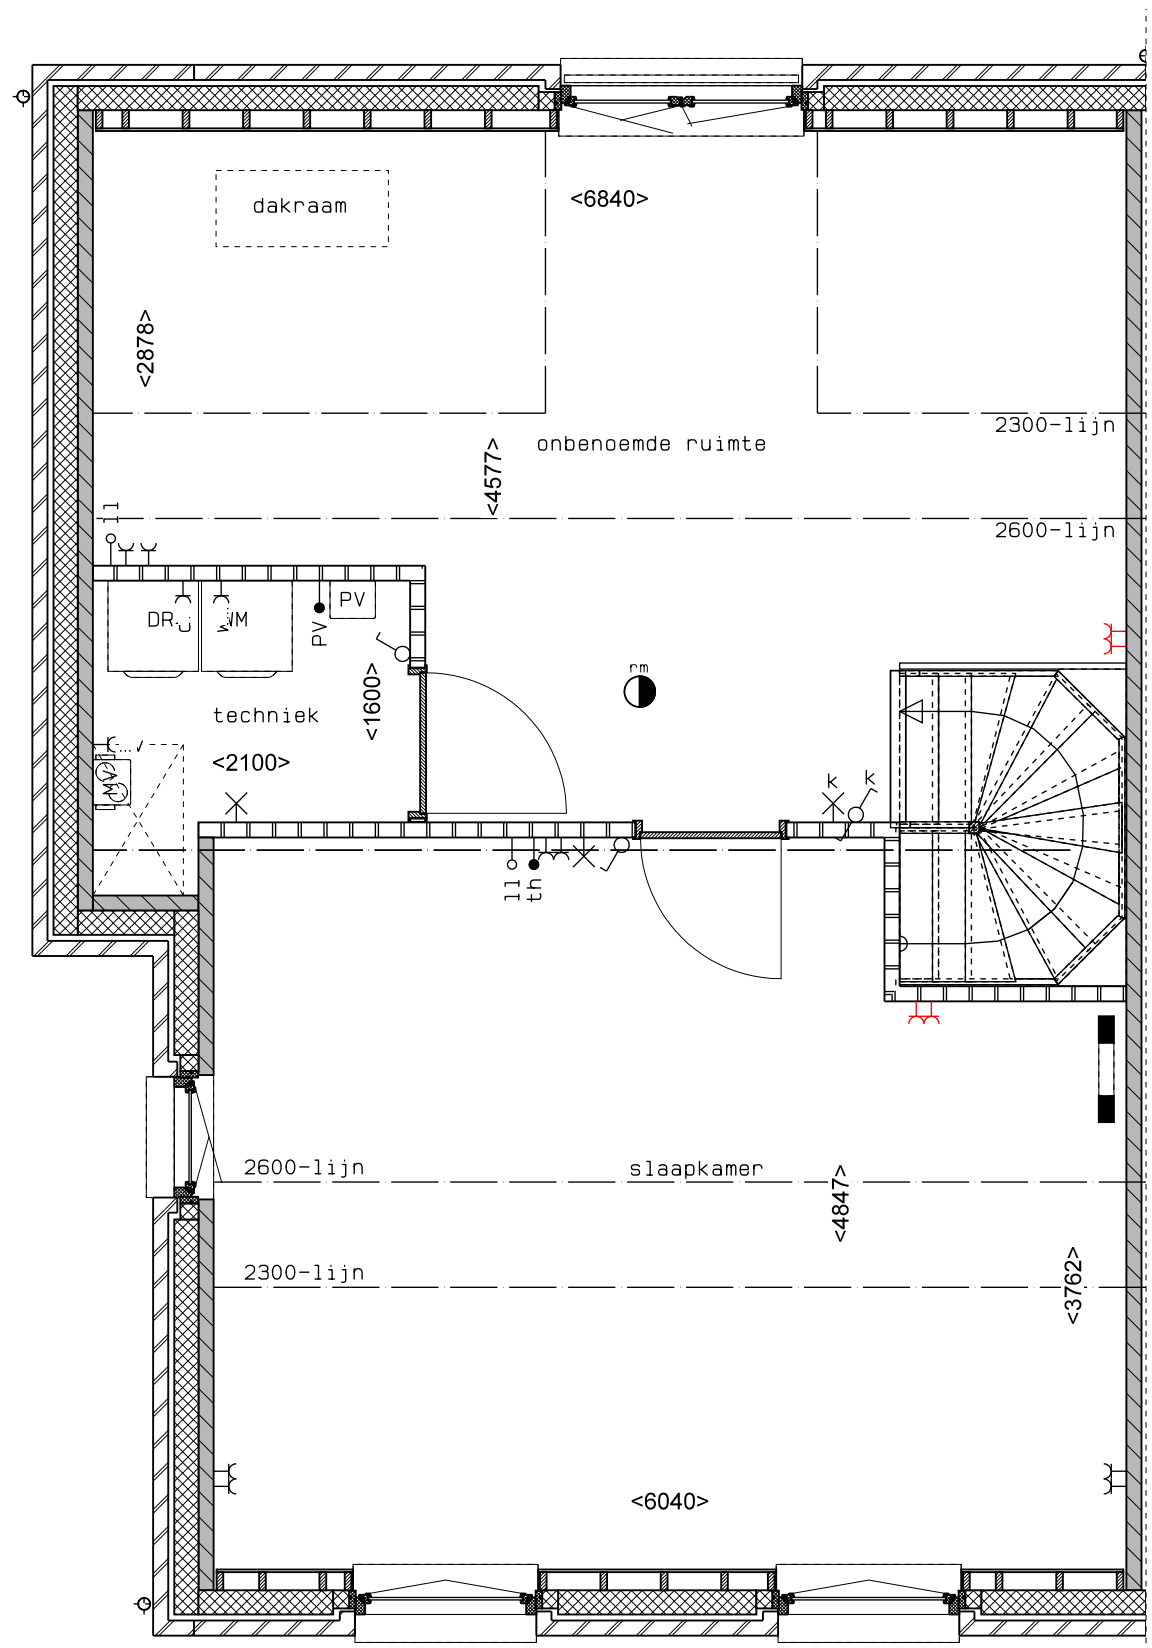 dakraam
<6840>
<2878>
2300-lijn
onbenoemde ruimte
<4577>
2600-lijn
ll
DR
WM
PV
PV
rm
<1600>
techniek
<2100>
MV
k
k
ll
th
2600-lijn
slaapkamer
<4847>
2300-lijn
<3762>
<6040>